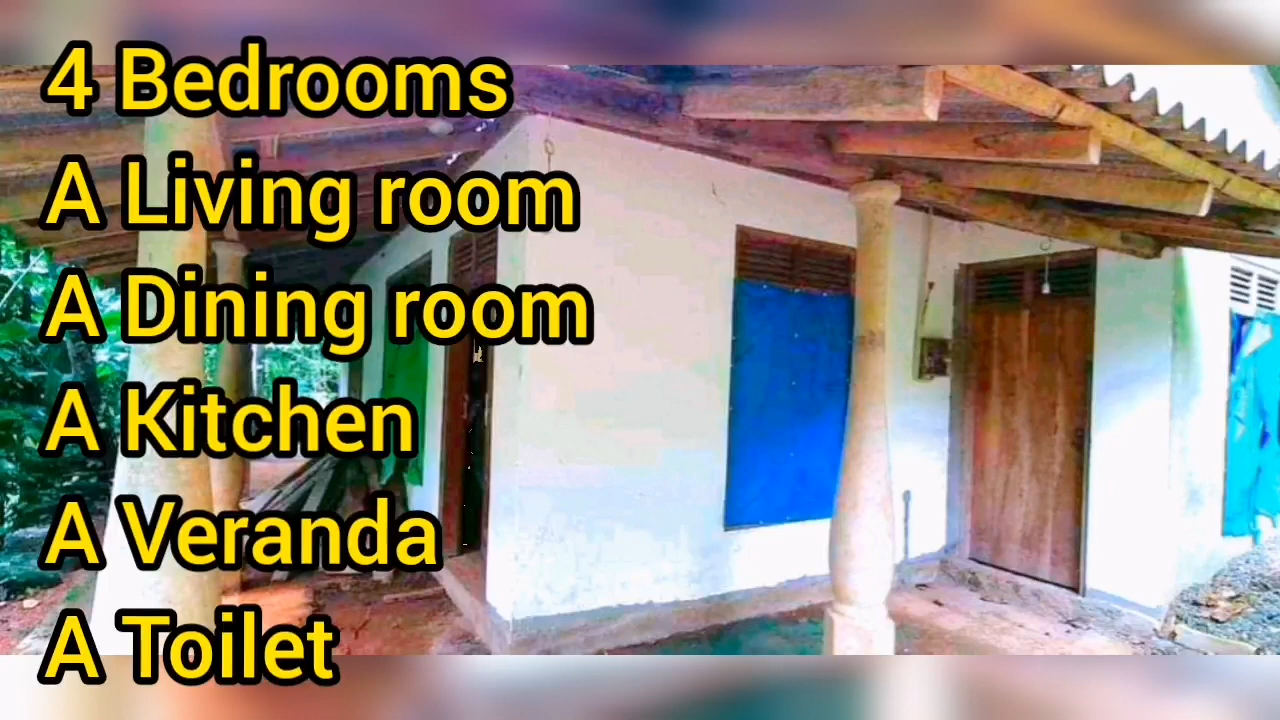 4 Bedrooms
A Living room
A Dining room
A Kitchen
A Veranda
A Toilet